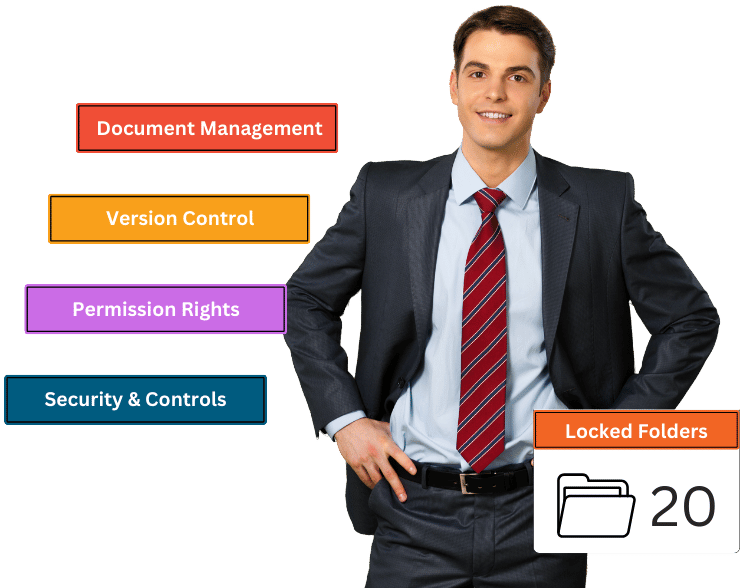 Document Management
Version Control
Permission Rights
Security & Controls
Locked Folders
20